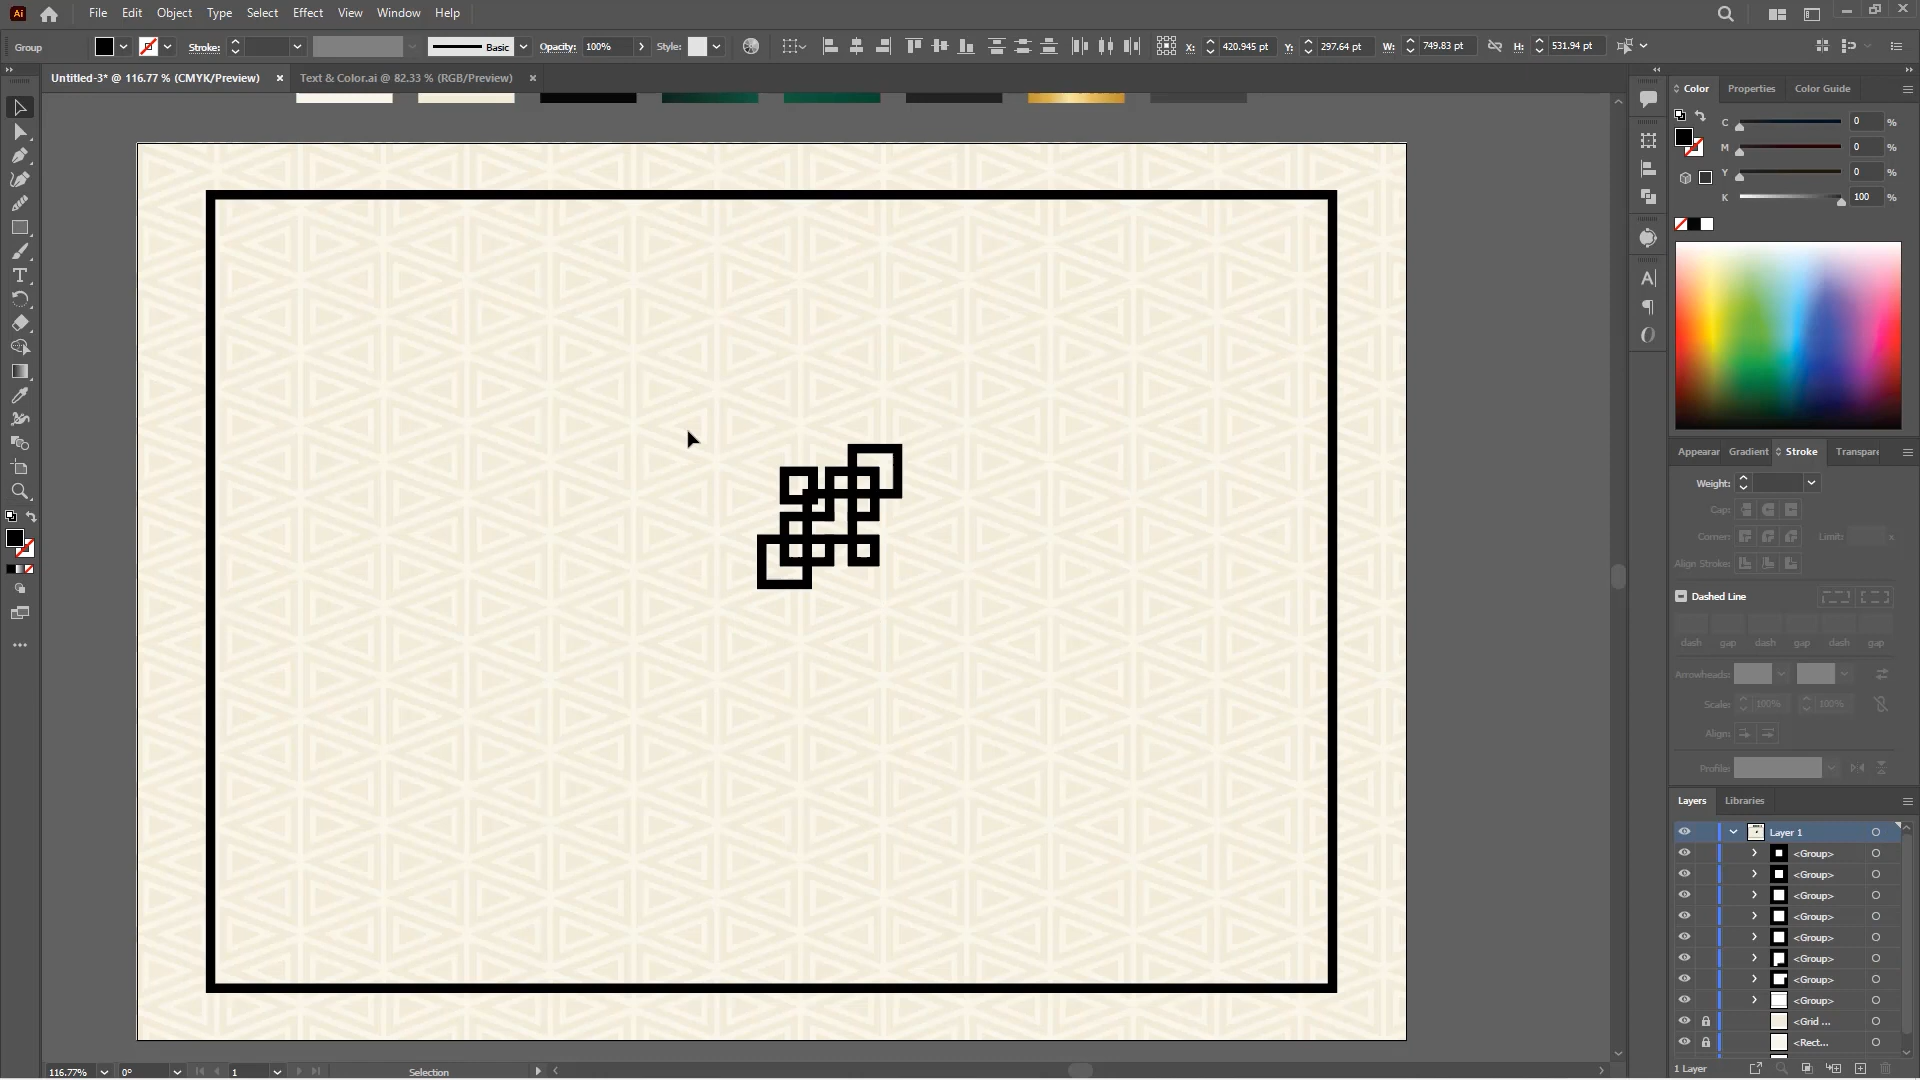 Ai File Edit Object Type Select Effect View Window Help
Group Stroke: Basic Opacity: 100% Style: X: 420.945 pt Y: 297.64 pt W: 749.83 pt H: 531.94 pt
Untitled-3* @ 116.77 % (CMYK/Preview) × Text & Color.ai @ 82.33 % (RGB/Preview) ×
Color Properties Color Guide
C 0 %
M 0 %
Y 0 %
K 100 %
Appearar Gradient Stroke Transpare
Weight:
Cap:
Corner: Limit: x
Align Stroke:
Dashed Line
dash gap dash gap dash gap
Arrowheads:
Scale: 100% 100%
Align:
Profile:
Layers Libraries
Layer 1
<Group>
<Group>
<Group>
<Group>
<Group>
<Group>
<Group>
<Group>
<Grid ...
<Rect...
1 Layer
116.77% 0° 1 Selection